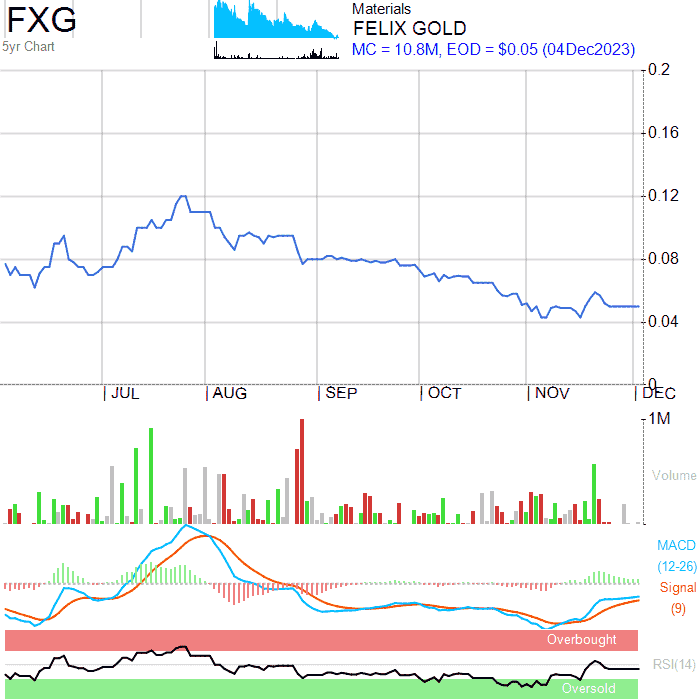 FXG
5yr Chart
Materials
FELIX GOLD
MC = 10.8M, EOD = $0.05 (04Dec2023)
0.2
0.16
0.12
0.08
0.04
0
JUL AUG SEP OCT NOV DEC
1M
Volume
MACD
(12-26)
Signal
(9)
Overbought
RSI(14)
Oversold